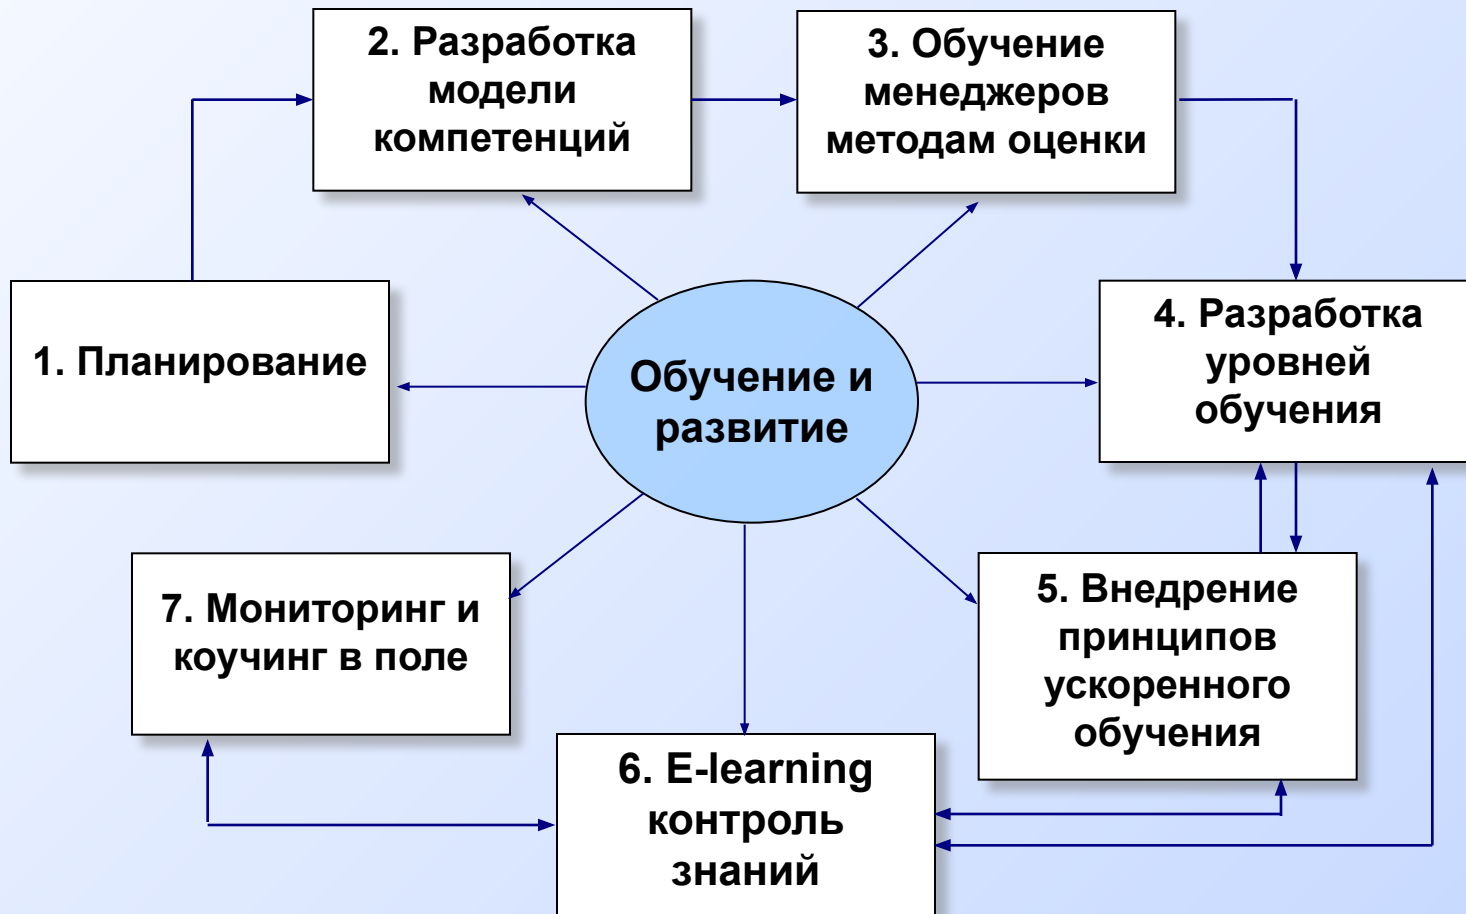 2. Разработка
модели
компетенций
3. Обучение
менеджеров
методам оценки
1. Планирование
Обучение и
развитие
4. Разработка
уровней
обучения
7. Мониторинг и
коучинг в поле
5. Внедрение
принципов
ускоренного
обучения
6. E-learning
контроль
знаний